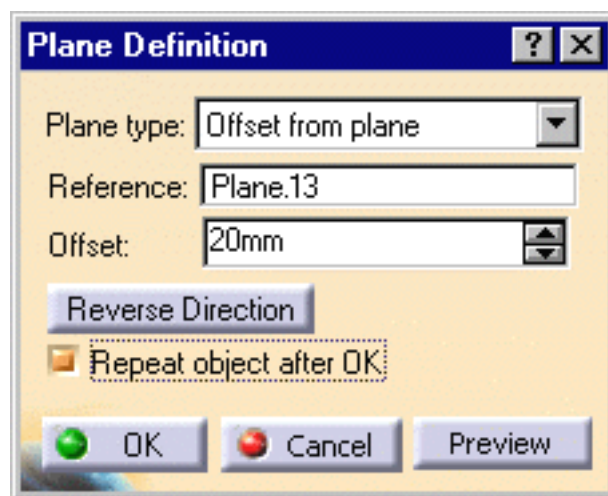 Plane Definition
Plane type: Offset from plane
Reference: Plane.13
Offset: 20mm
Reverse Direction
Repeat object after OK
OK Cancel Preview